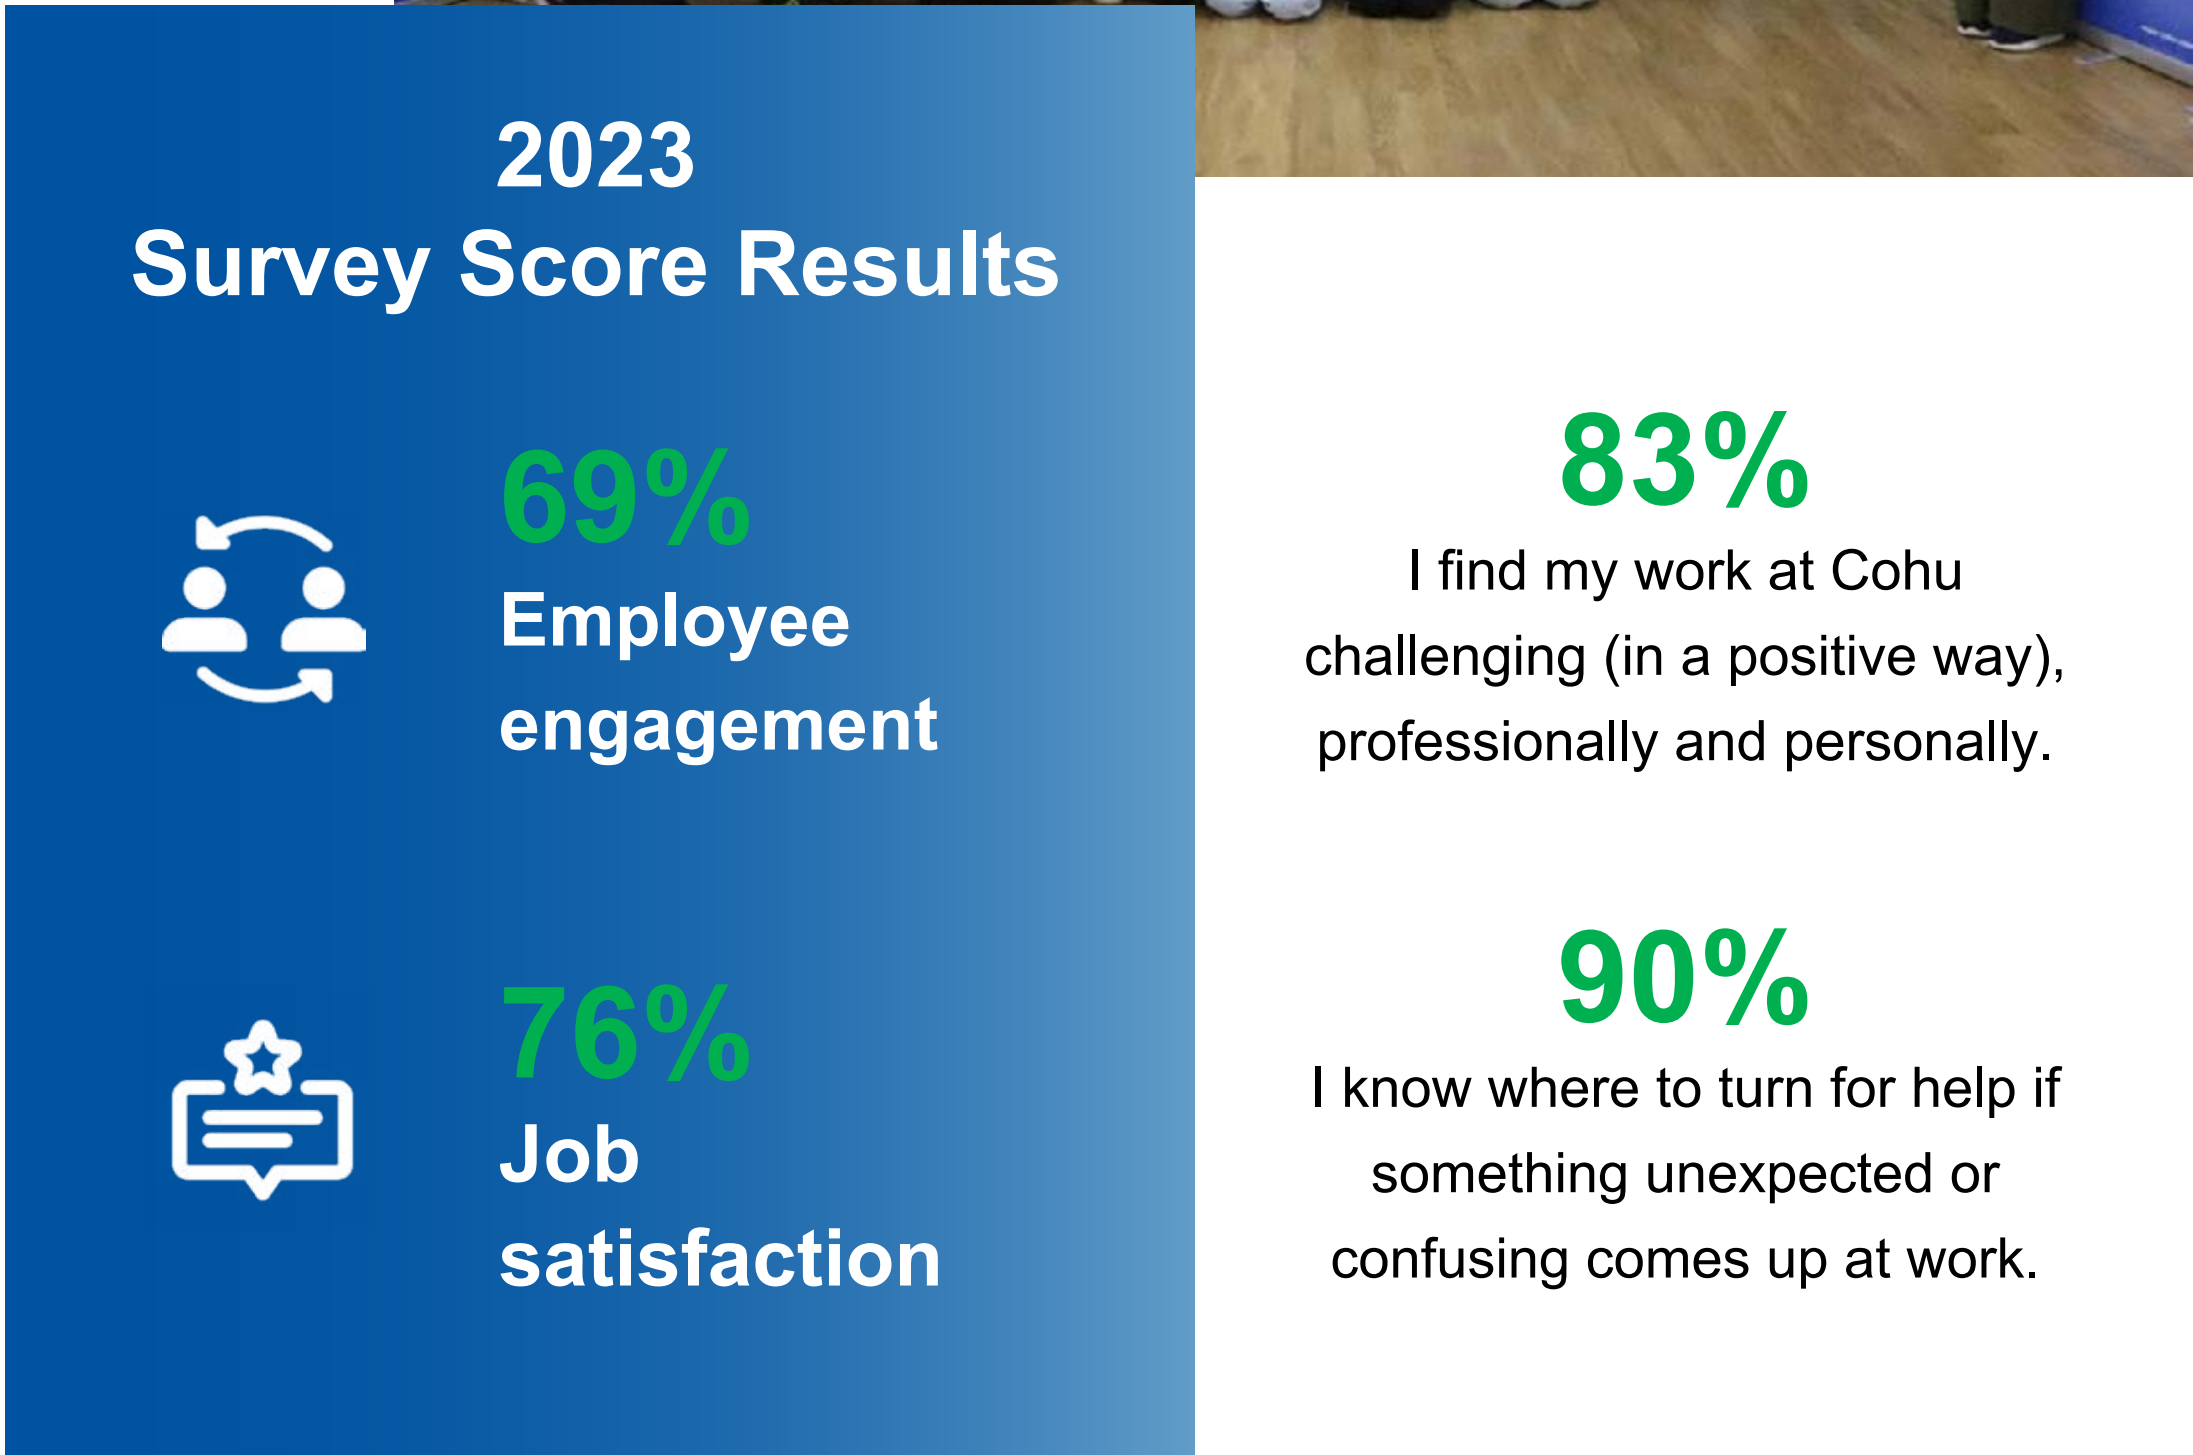 2023
Survey Score Results
69%
Employee
engagement
76%
Job
satisfaction
83%
I find my work at Cohu
challenging (in a positive way),
professionally and personally.
90%
I know where to turn for help if
something unexpected or
confusing comes up at work.